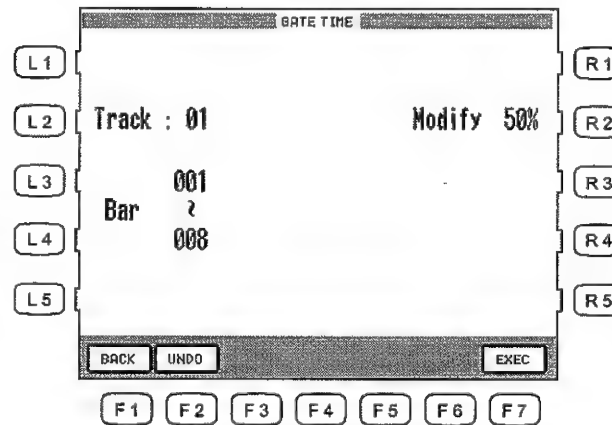 GATE TIME
L1
R1
L2 Track : 01 Modify 50% R2
L3 001 R3
Bar ~
L4 008 R4
L5
R5
BACK UNDO EXEC
F1 F2 F3 F4 F5 F6 F7